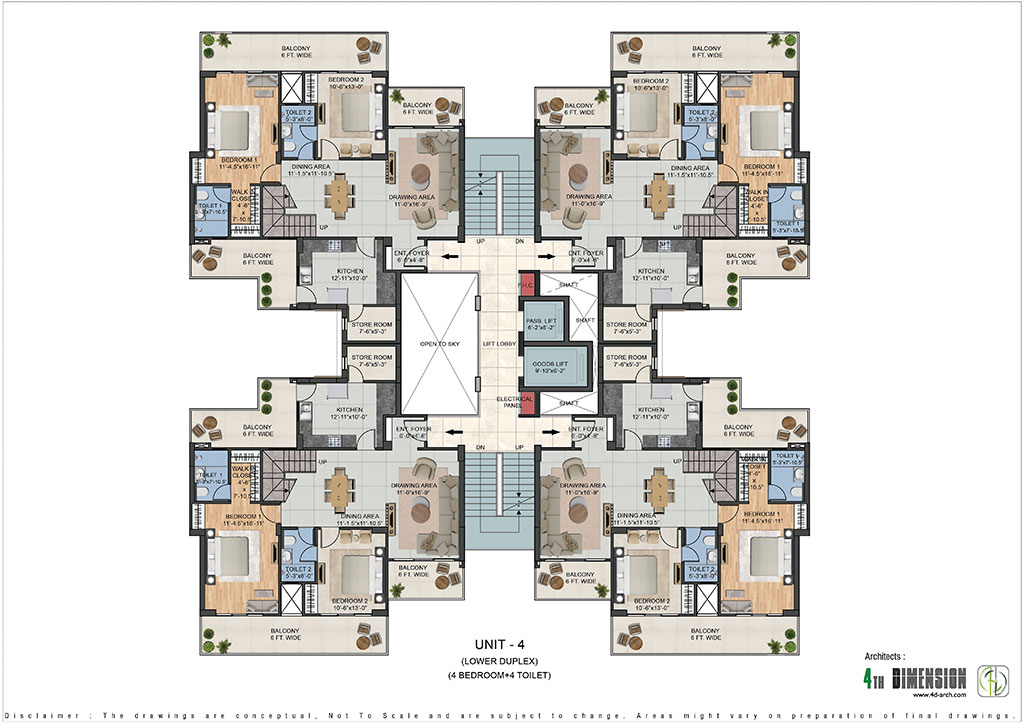 BALCONY
6 FT. WIDE
BALCONY
6 FT. WIDE
BEDROOM 2
10'-6"x13'-0"
BEDROOM 2
10'-6"x13'-0"
BALCONY
6 FT. WIDE
BALCONY
6 FT. WIDE
TOILET 2
5'-3"x8'-0"
TOILET 2
5'-3"x8'-0"
BEDROOM 1
11'-4.5"x16'-11"
DINING AREA
11'-1.5"x11'-10.5"
DINING AREA
11'-1.5"x11'-10.5"
BEDROOM 1
11'-4.5"x16'-11"
TOILET 1
5'-3"x7'-10.5"
WALK IN
CLOSET
4'-6"
x
7'-10.5"
DRAWING AREA
11'-0"x16'-9"
DRAWING AREA
11'-0"x16'-9"
WALK IN
CLOSET
4'-6"
x
7'-10.5"
TOILET 1
5'-3"x7'-10.5"
UP
UP
UP
DN
BALCONY
6 FT. WIDE
ENT. FOYER
6'-0"x4'-8"
ENT. FOYER
6'-0"x4'-8"
BALCONY
6 FT. WIDE
KITCHEN
12'-11"x10'-0"
KITCHEN
12'-11"x10'-0"
F.H.C.
SHAFT
STORE ROOM
7'-6"x5'-3"
PASS. LIFT
6'-2"x6'-2"
SHAFT
STORE ROOM
7'-6"x5'-3"
OPEN TO SKY
LIFT LOBBY
STORE ROOM
7'-6"x5'-3"
GOODS LIFT
9'-10"x6'-2"
STORE ROOM
7'-6"x5'-3"
ELECTRICAL
PANEL
SHAFT
KITCHEN
12'-11"x10'-0"
KITCHEN
12'-11"x10'-0"
BALCONY
6 FT. WIDE
ENT. FOYER
6'-0"x4'-8"
ENT. FOYER
6'-0"x4'-8"
BALCONY
6 FT. WIDE
DN
UP
UP
UP
TOILET 1
5'-3"x7'-10.5"
WALK IN
CLOSET
4'-6"
x
7'-10.5"
DRAWING AREA
11'-0"x16'-9"
DRAWING AREA
11'-0"x16'-9"
WALK IN
CLOSET
4'-6"
x
7'-10.5"
TOILET 1
5'-3"x7'-10.5"
BEDROOM 1
11'-4.5"x16'-11"
DINING AREA
11'-1.5"x11'-10.5"
DINING AREA
11'-1.5"x11'-10.5"
BEDROOM 1
11'-4.5"x16'-11"
TOILET 2
5'-3"x8'-0"
BALCONY
6 FT. WIDE
BALCONY
6 FT. WIDE
TOILET 2
5'-3"x8'-0"
BEDROOM 2
10'-6"x13'-0"
BEDROOM 2
10'-6"x13'-0"
BALCONY
6 FT. WIDE
BALCONY
6 FT. WIDE
UNIT - 4
(LOWER DUPLEX)
(4 BEDROOM+4 TOILET)
Architects :
4TH DIMENSION
www.4d-arch.com
Disclaimer : The drawings are conceptual, Not To Scale and are subject to change. Areas might vary on preparation of final drawings.